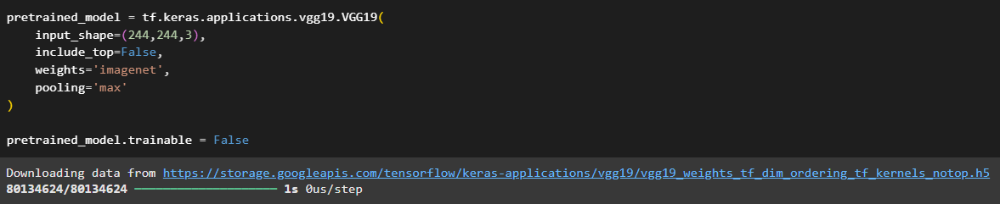 pretrained_model = tf.keras.applications.vgg19.VGG19(
    input_shape=(244,244,3),
    include_top=False,
    weights='imagenet',
    pooling='max'
)

pretrained_model.trainable = False
Downloading data from https://storage.googleapis.com/tensorflow/keras-applications/vgg19/vgg19_weights_tf_dim_ordering_tf_kernels_notop.h5
80134624/80134624 ━━━━━━━━━━━━━━━━━━━━ 1s 0us/step